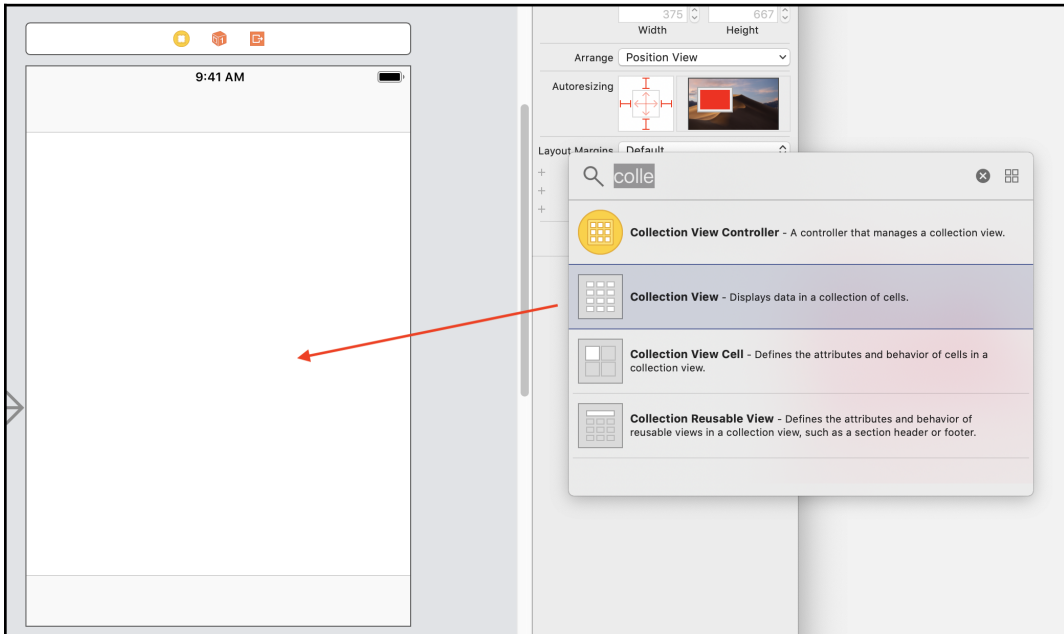 375
667
Width
Height
Arrange
Position View
9:41 AM
Autoresizing
Layout Margins
Default
colle
Collection View Controller - A controller that manages a collection view.
Collection View - Displays data in a collection of cells.
Collection View Cell - Defines the attributes and behavior of cells in a
collection view.
Collection Reusable View - Defines the attributes and behavior of
reusable views in a collection view, such as a section header or footer.